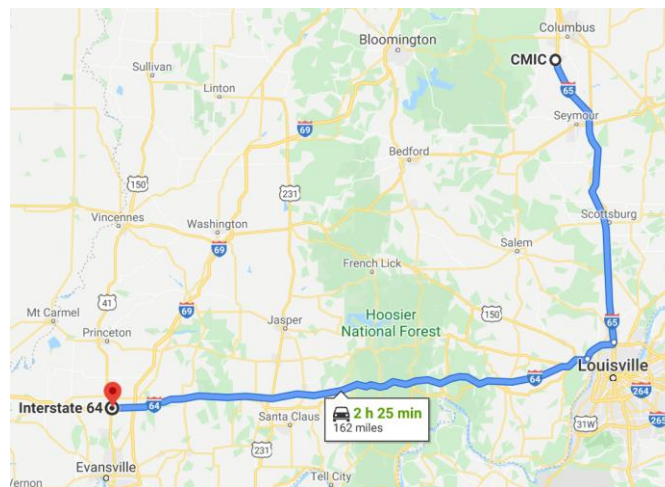 Columbus
Bloomington
CMIC
Sullivan
Linton
65
69
Seymour
150
Bedford
231
Vincennes
Washington
Scottsburg
69
Salem
French Lick
41
69
150
Mt Carmel
Jasper
Hoosier
National Forest
65
Princeton
Louisville
64
264
Interstate 64
64
2 h 25 min
162 miles
Santa Claus
31W
265
231
Evansville
Vernon
Tell City